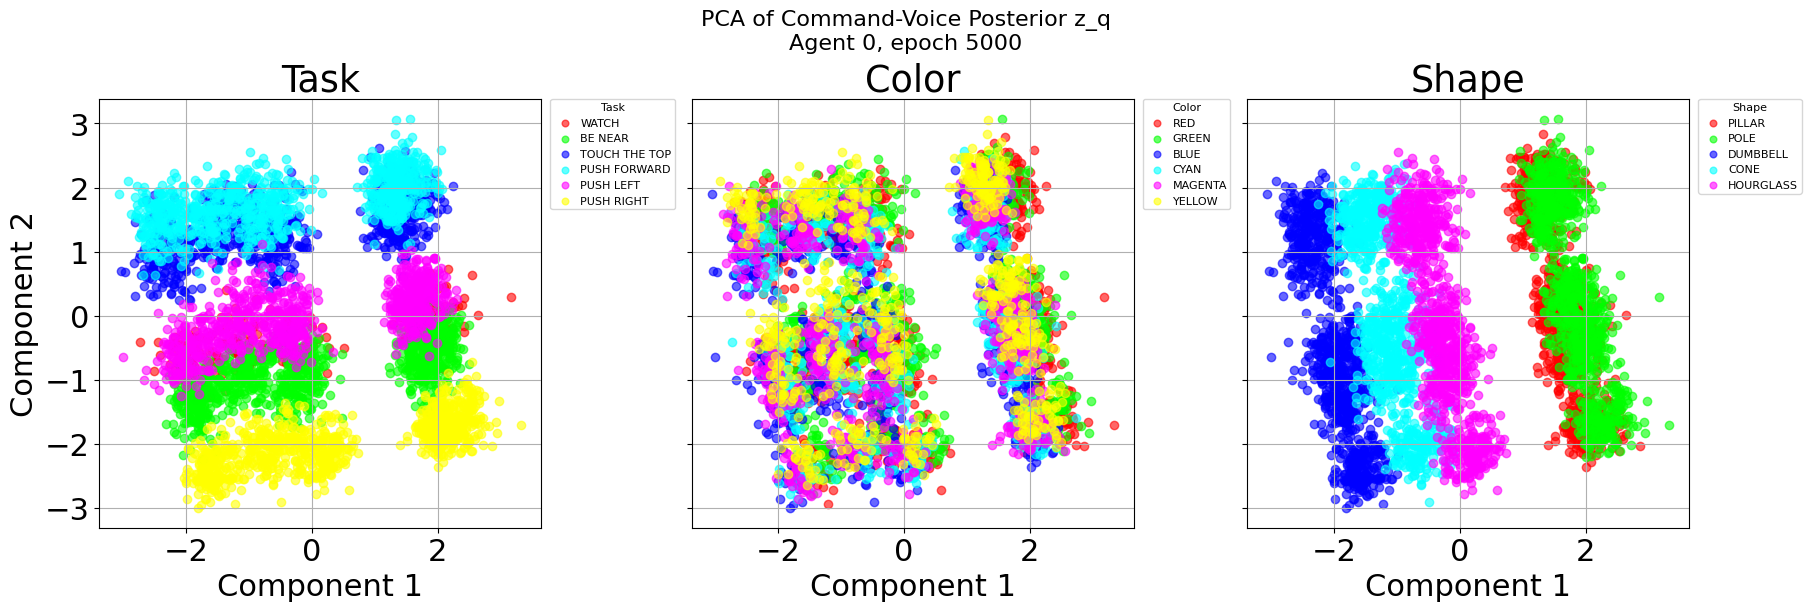 PCA of Command-Voice Posterior z_q
Agent 0, epoch 5000
Task
Component 2
3
2
1
0
−1
−2
−3
−2 0 2
Component 1
Task
WATCH
BE NEAR
TOUCH THE TOP
PUSH FORWARD
PUSH LEFT
PUSH RIGHT
Color
−2 0 2
Component 1
Color
RED
GREEN
BLUE
CYAN
MAGENTA
YELLOW
Shape
−2 0 2
Component 1
Shape
PILLAR
POLE
DUMBBELL
CONE
HOURGLASS